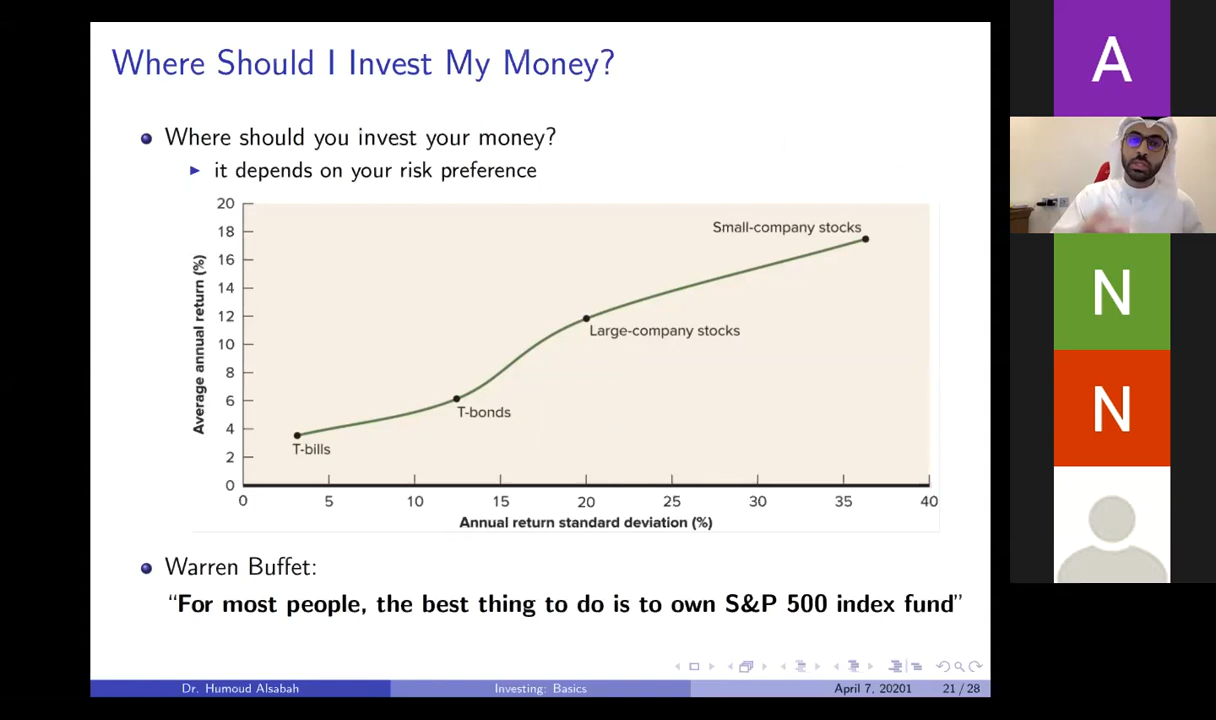 Where Should I Invest My Money?
Where should you invest your money?
it depends on your risk preference
Average annual return (%)
20
18
16
14
12
10
8
6
4
2
0
Small-company stocks
Large-company stocks
T-bonds
T-bills
0 5 10 15 20 25 30 35 40
Annual return standard deviation (%)
Warren Buffet:
“For most people, the best thing to do is to own S&P 500 index fund”
Dr. Humoud Alsabah Investing: Basics April 7, 20201 21 / 28
A
N
N